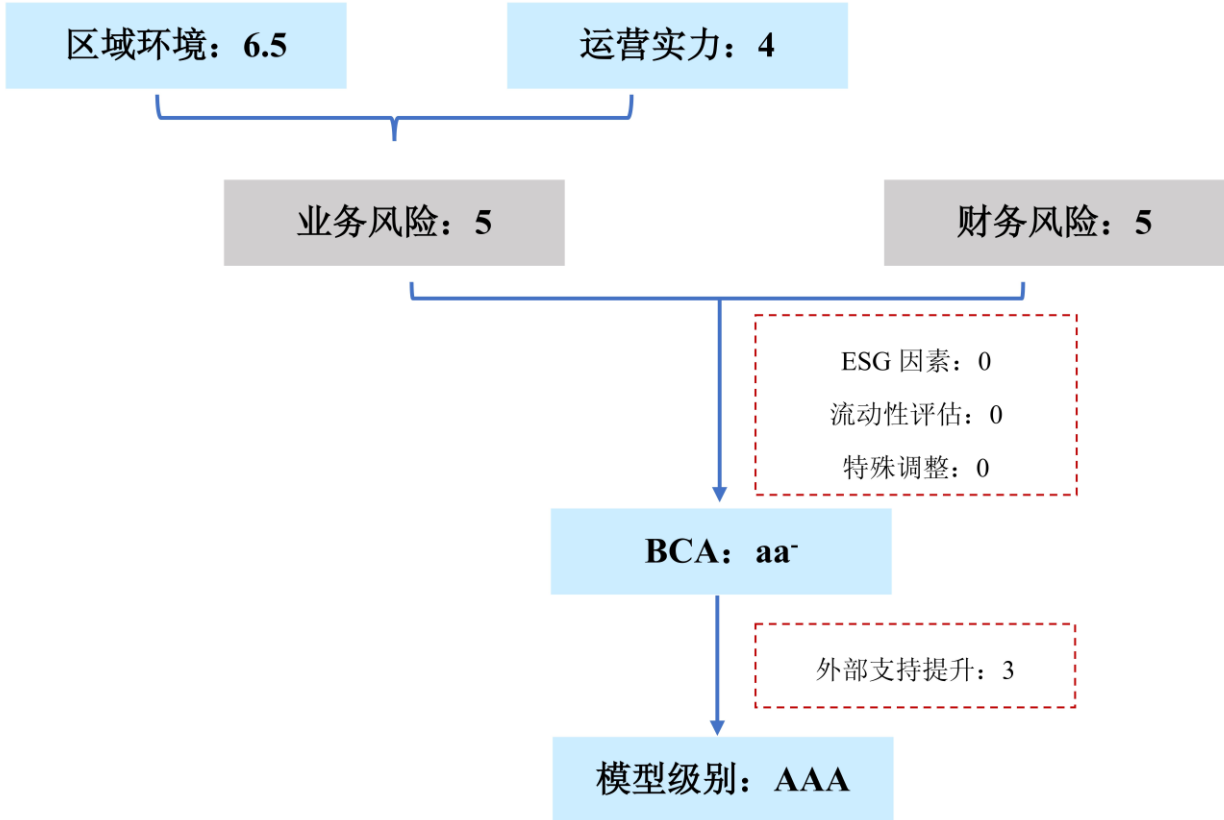 区域环境：6.5
运营实力：4
业务风险：5
财务风险：5
ESG 因素：0
流动性评估：0
特殊调整：0
BCA：aa⁻
外部支持提升：3
模型级别：AAA